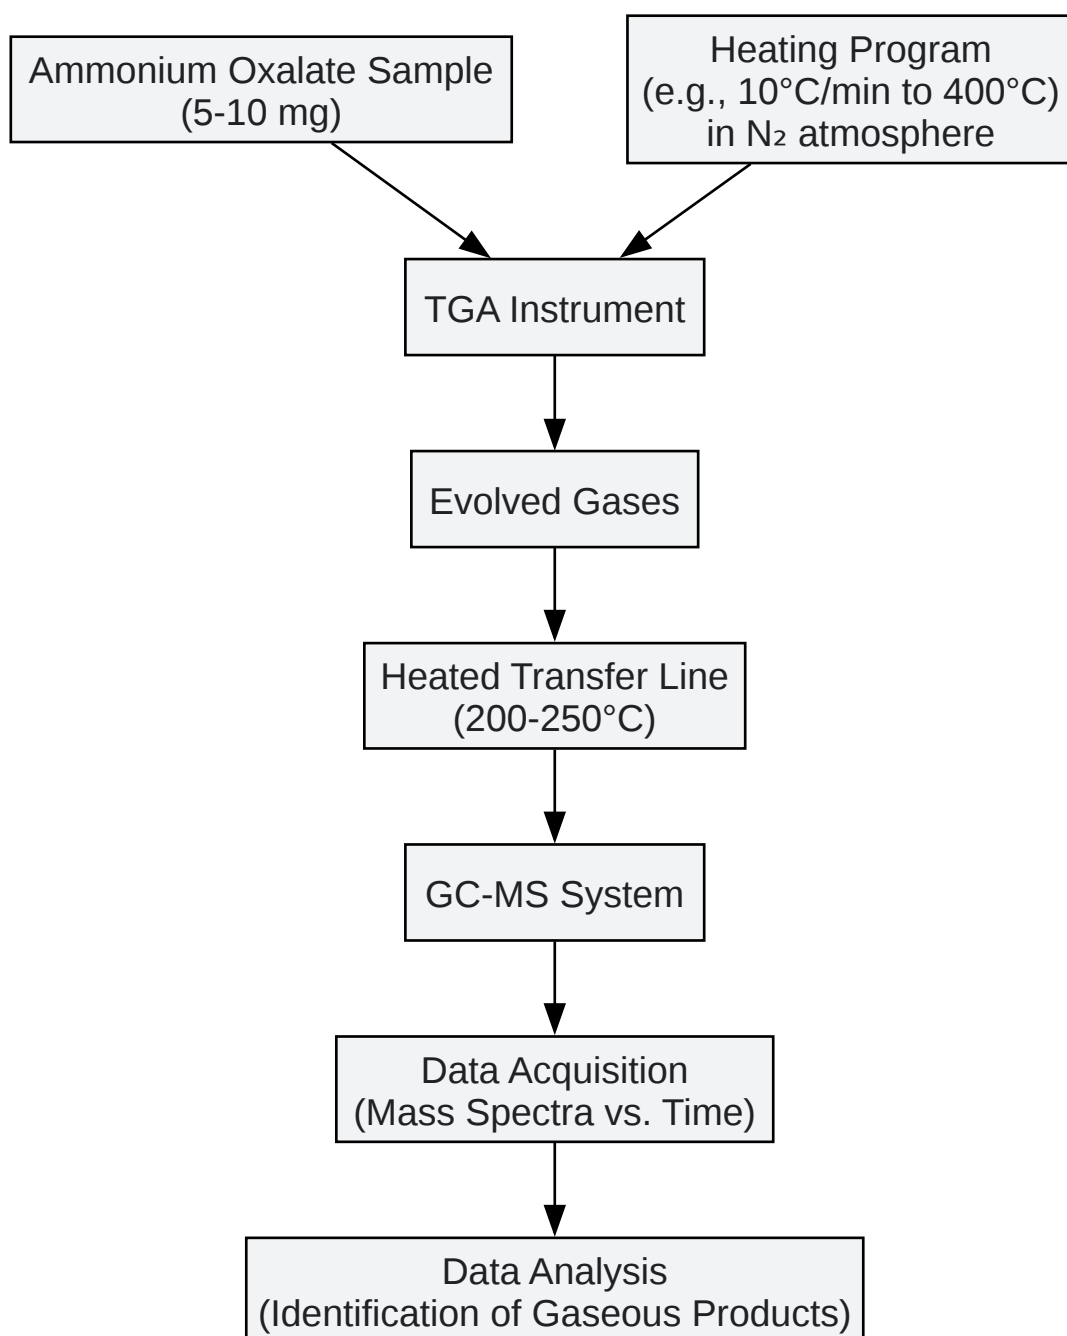 Ammonium Oxalate Sample
(5-10 mg)
Heating Program
(e.g., 10°C/min to 400°C)
in N₂ atmosphere
TGA Instrument
Evolved Gases
Heated Transfer Line
(200-250°C)
GC-MS System
Data Acquisition
(Mass Spectra vs. Time)
Data Analysis
(Identification of Gaseous Products)